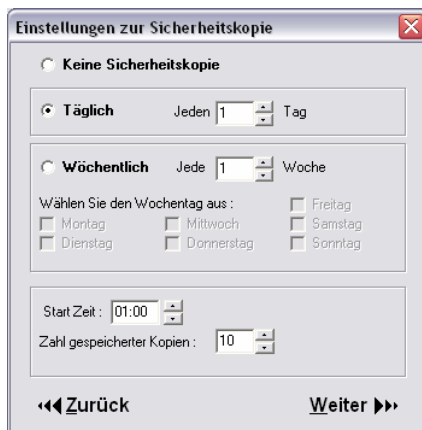 Einstellungen zur Sicherheitskopie
Keine Sicherheitskopie
Täglich Jeden 1 Tag
Wöchentlich Jede 1 Woche
Wählen Sie den Wochentag aus : Freitag
Montag Mittwoch Samstag
Dienstag Donnerstag Sonntag
Start Zeit : 01:00
Zahl gespeicherter Kopien : 10
Zurück Weiter